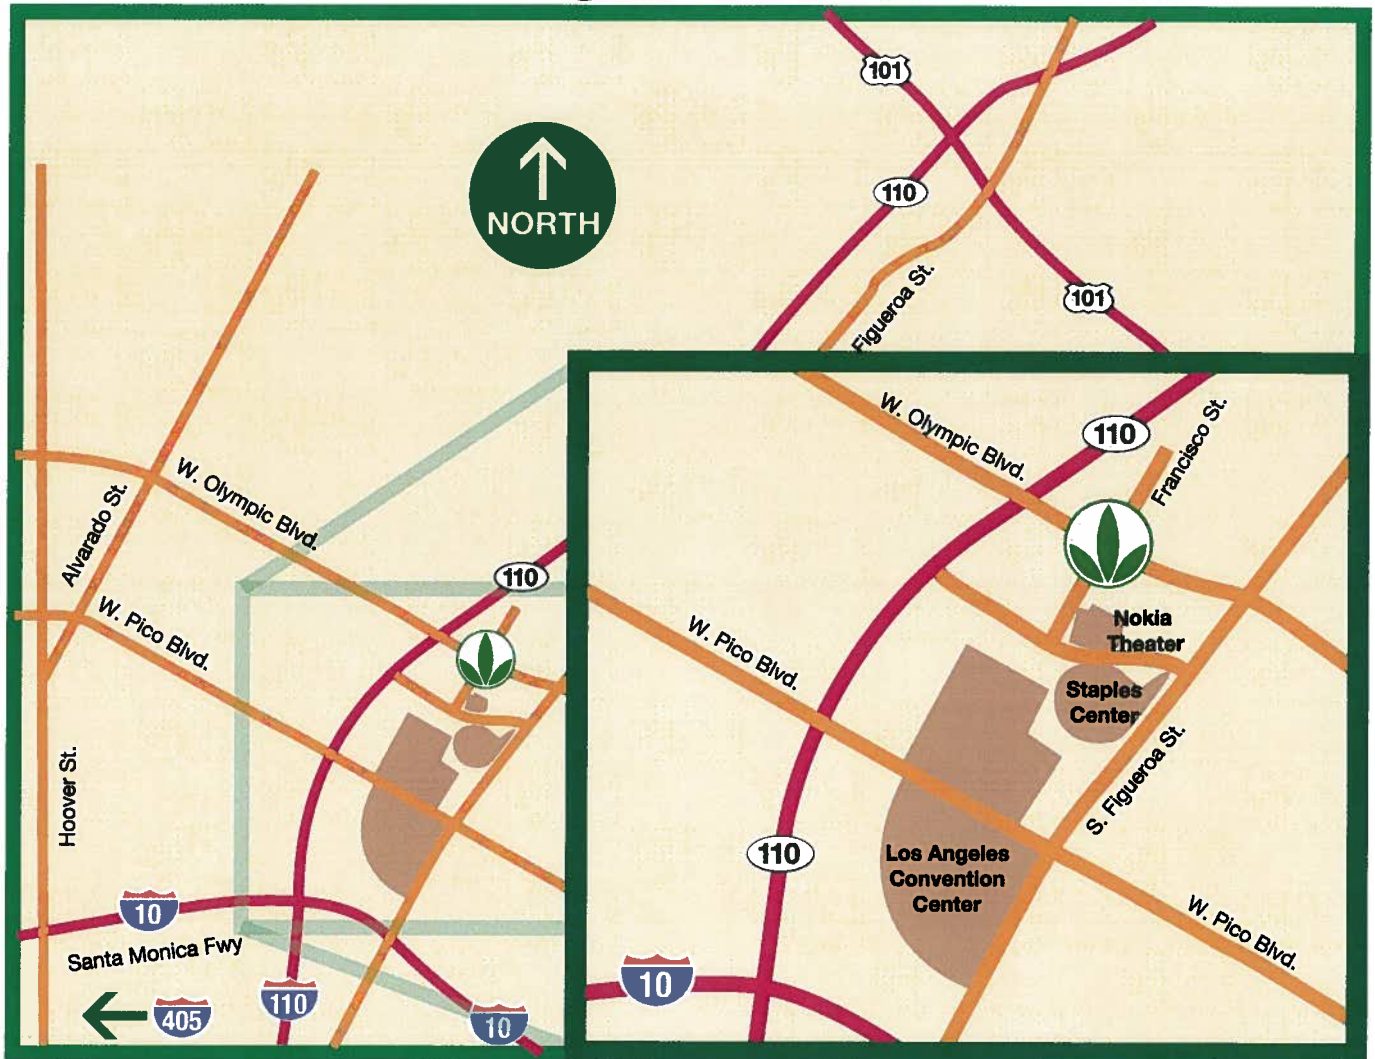 101
110
NORTH
101
Figueroa St.
W. Olympic Blvd.
Alvarado St.
110
W. Pico Blvd.
Hoover St.
10
Santa Monica Fwy
110
405
10
W. Olympic Blvd.
110
Francisco St.
Nokia
Theater
W. Pico Blvd.
Staples
Center
S. Figueroa St.
110
Los Angeles
Convention
Center
W. Pico Blvd.
10